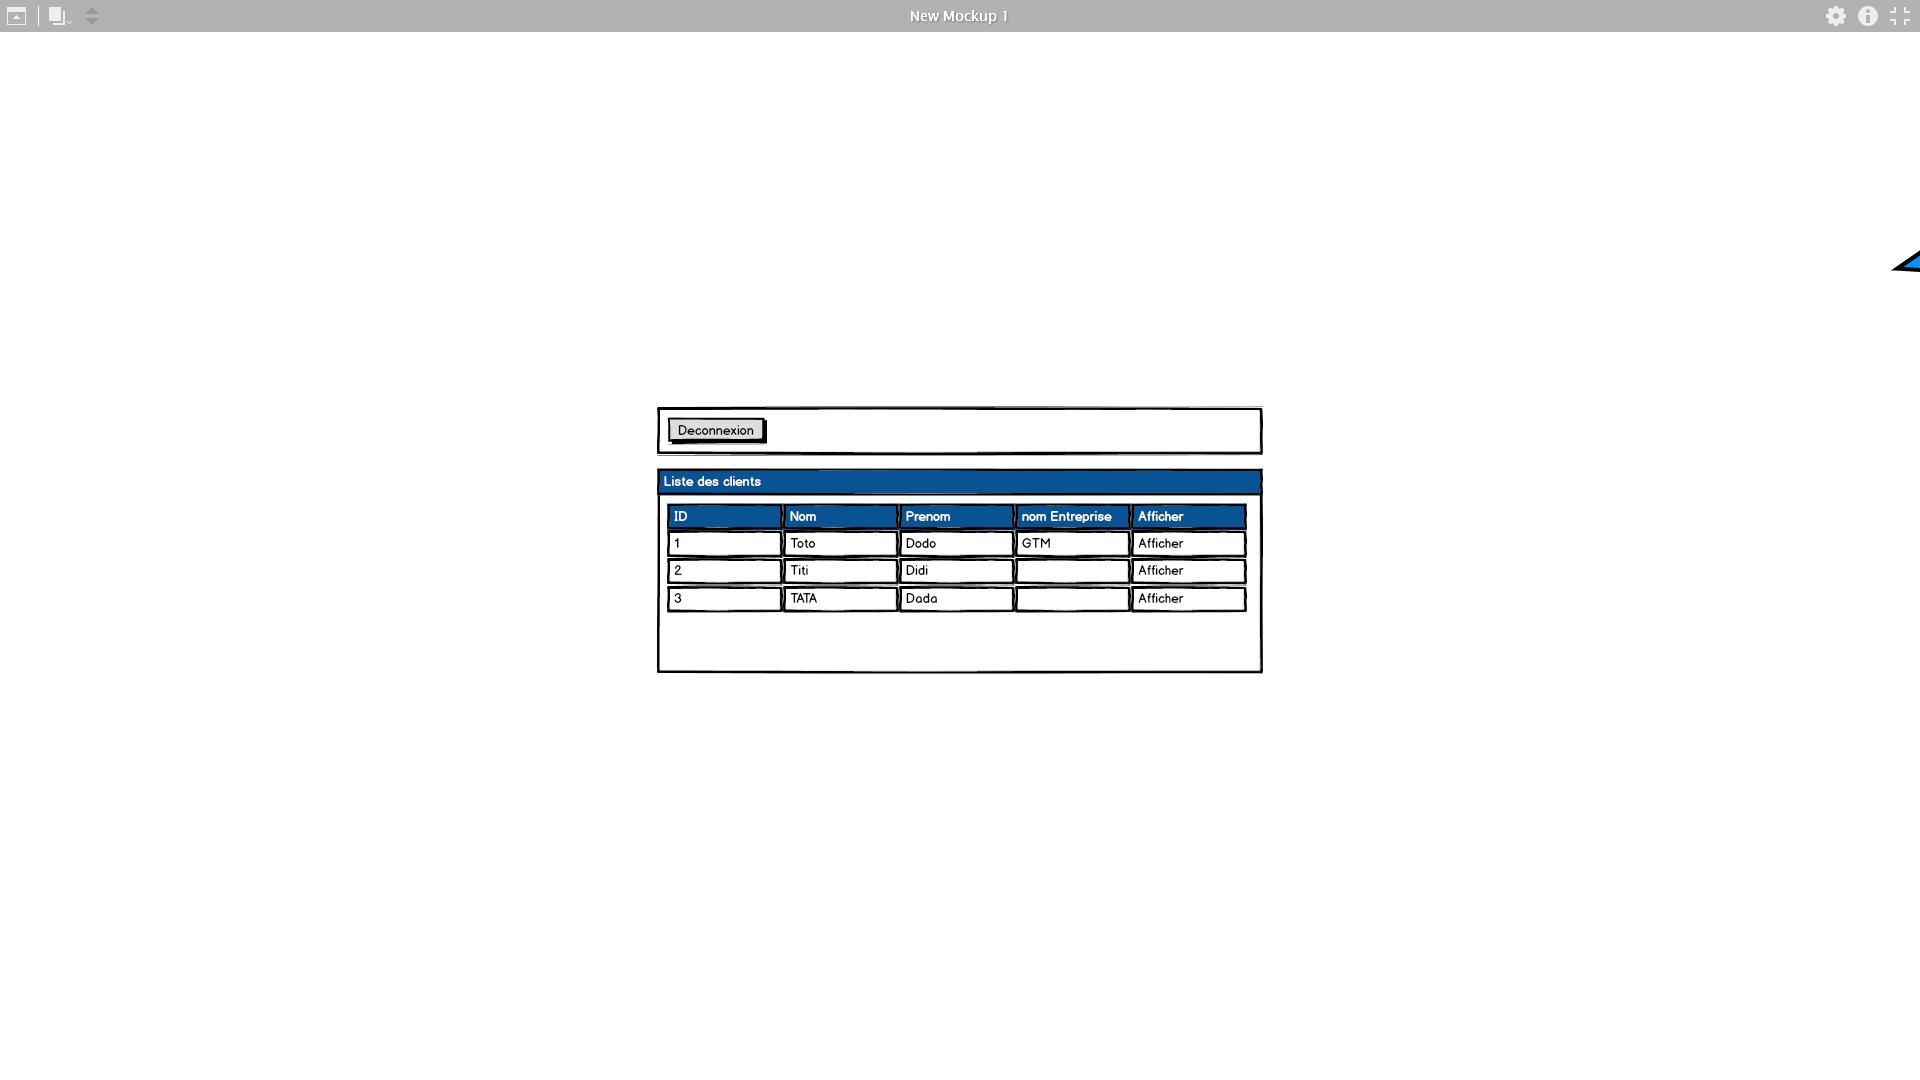 New Mockup 1
Deconnexion
Liste des clients
ID Nom Prenom nom Entreprise Afficher
1 Toto Dodo GTM Afficher
2 Titi Didi Afficher
3 TATA Dada Afficher